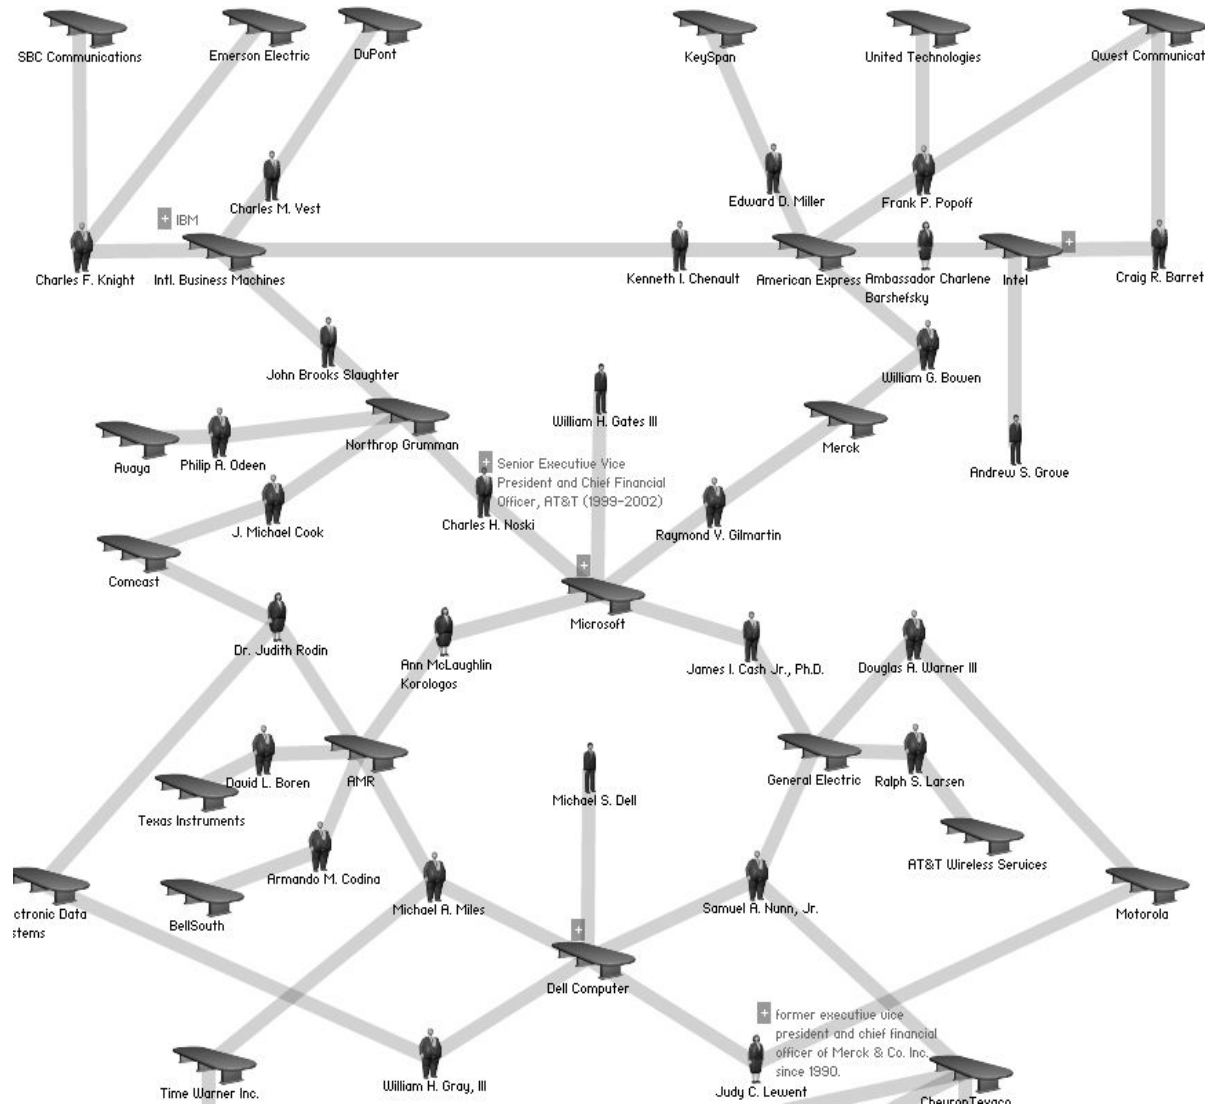 SBC Communications
Emerson Electric
DuPont
KeySpan
United Technologies
Qwest Communicat
Charles M. Vest
Edward D. Miller
Frank P. Popoff
+ IBM
+
Charles F. Knight
Intl. Business Machines
Kenneth I. Chenault
American Express
Ambassador Charlene
Barshefsky
Intel
Craig R. Barret
John Brooks Slaughter
William G. Bowen
William H. Gates III
Northrop Grumman
Merck
Avaya
Philip A. Odeen
Andrew S. Grove
+ Senior Executive Vice
President and Chief Financial
Officer, AT&T (1999-2002)
Charles H. Noski
J. Michael Cook
Raymond V. Gilmartin
+
Comcast
Microsoft
Dr. Judith Rodin
Ann McLaughlin
Korologos
James I. Cash Jr., Ph.D.
Douglas A. Warner III
David L. Boren
AMR
General Electric
Ralph S. Larsen
Michael S. Dell
Texas Instruments
AT&T Wireless Services
Armando M. Codina
Michael A. Miles
Samuel A. Nunn, Jr.
ctronic Data
stems
BellSouth
Motorola
+
Dell Computer
+ former executive vice
president and chief financial
officer of Merck & Co. Inc.
since 1990.
Time Warner Inc.
William H. Gray, III
Judy C. Lewent
ChevronTexaco